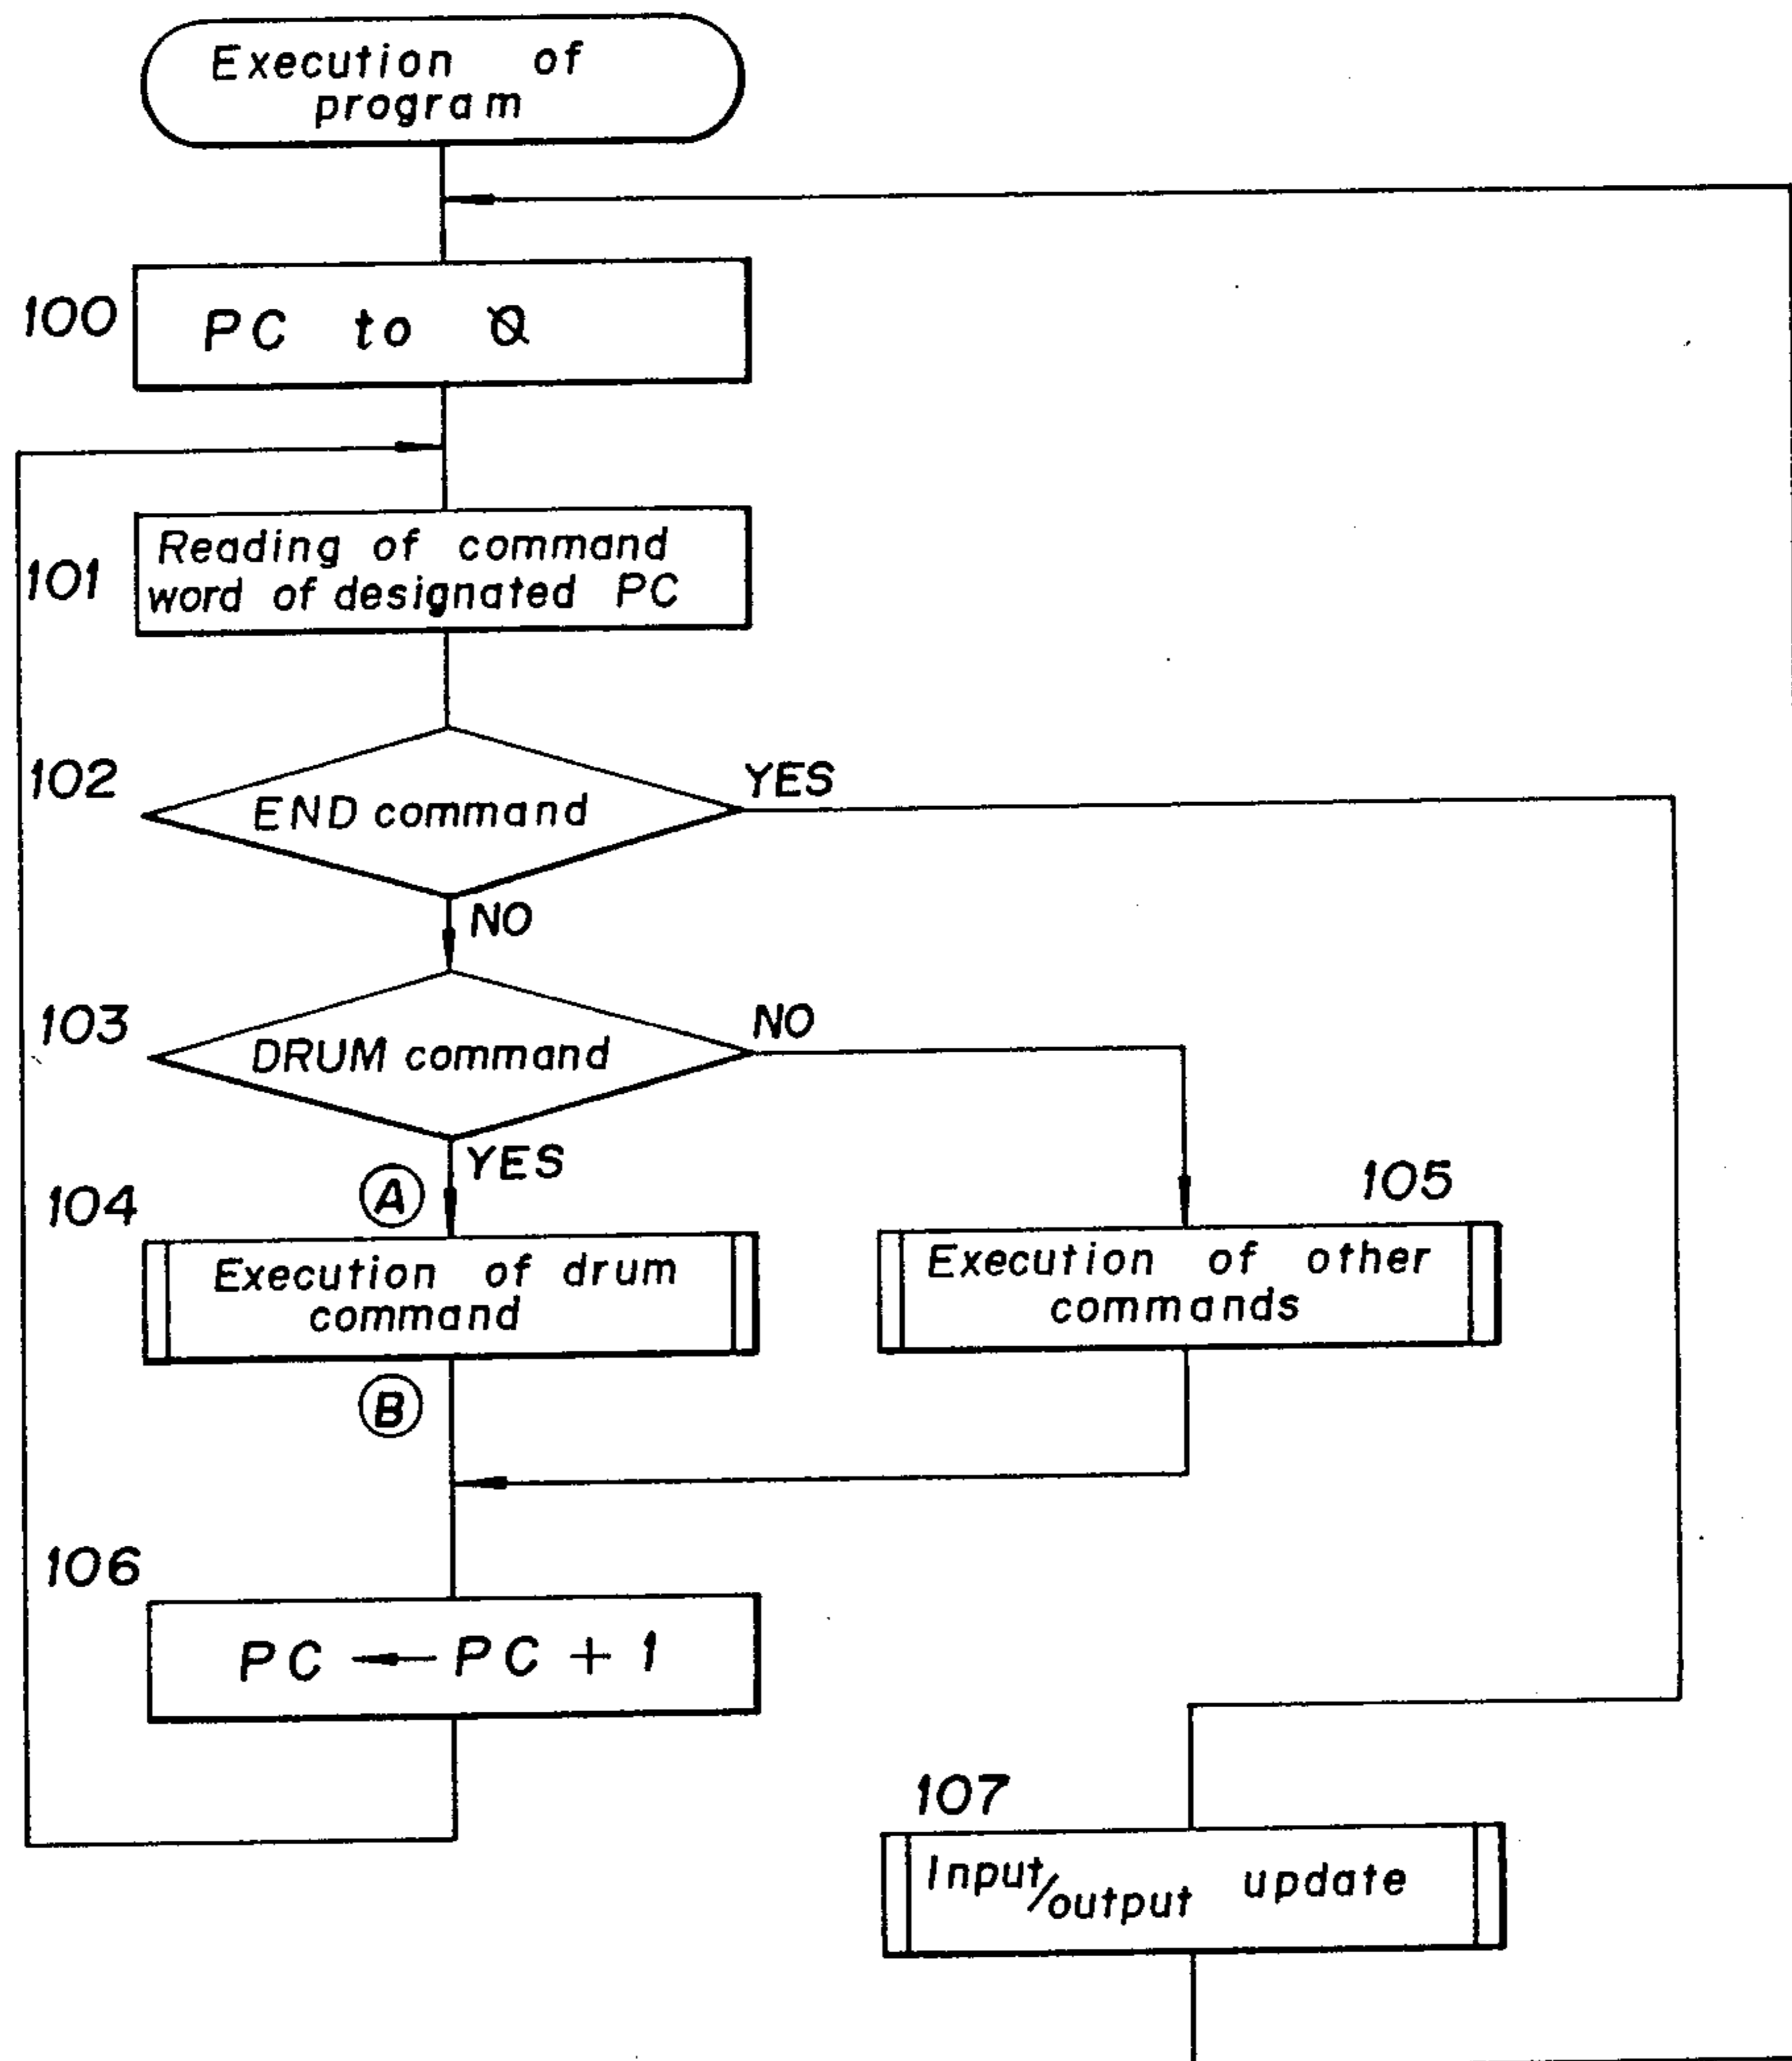 Execution of
program
100
PC to 0
101
Reading of command
word of designated PC
102
END command
YES
NO
103
DRUM command
NO
YES
A
104
Execution of drum
command
105
Execution of other
commands
B
106
PC ← PC + 1
107
Input/output update